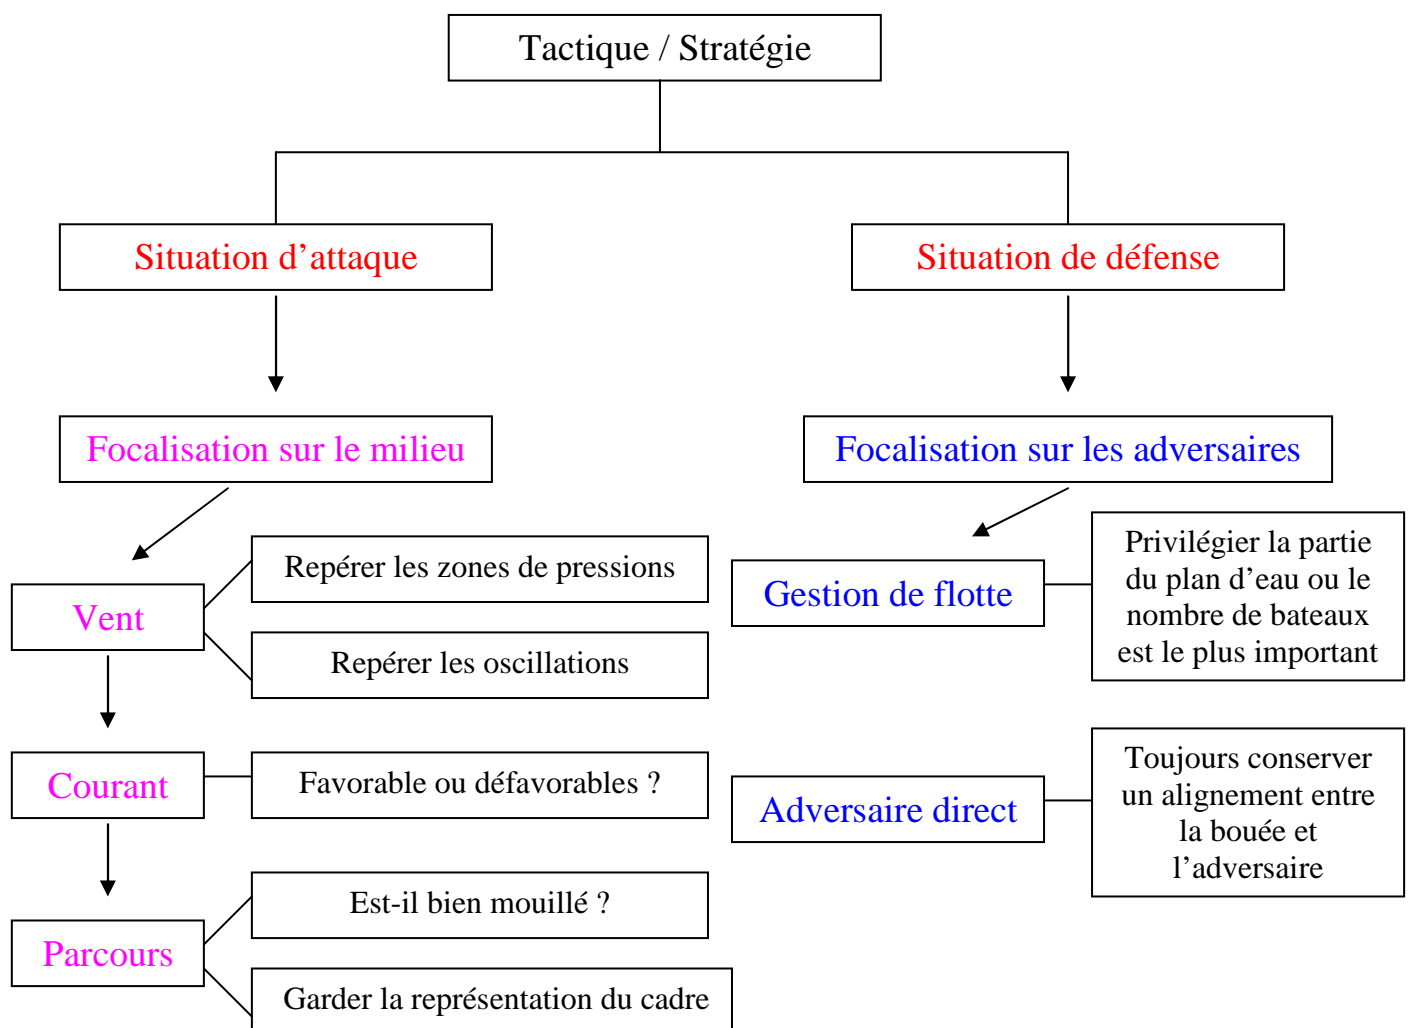 Tactique / Stratégie
Situation d’attaque
Situation de défense
Focalisation sur le milieu
Focalisation sur les adversaires
Vent
Repérer les zones de pressions
Repérer les oscillations
Courant
Favorable ou défavorables ?
Parcours
Est-il bien mouillé ?
Garder la représentation du cadre
Gestion de flotte
Privilégier la partie
du plan d’eau ou le
nombre de bateaux
est le plus important
Adversaire direct
Toujours conserver
un alignement entre
la bouée et
l’adversaire